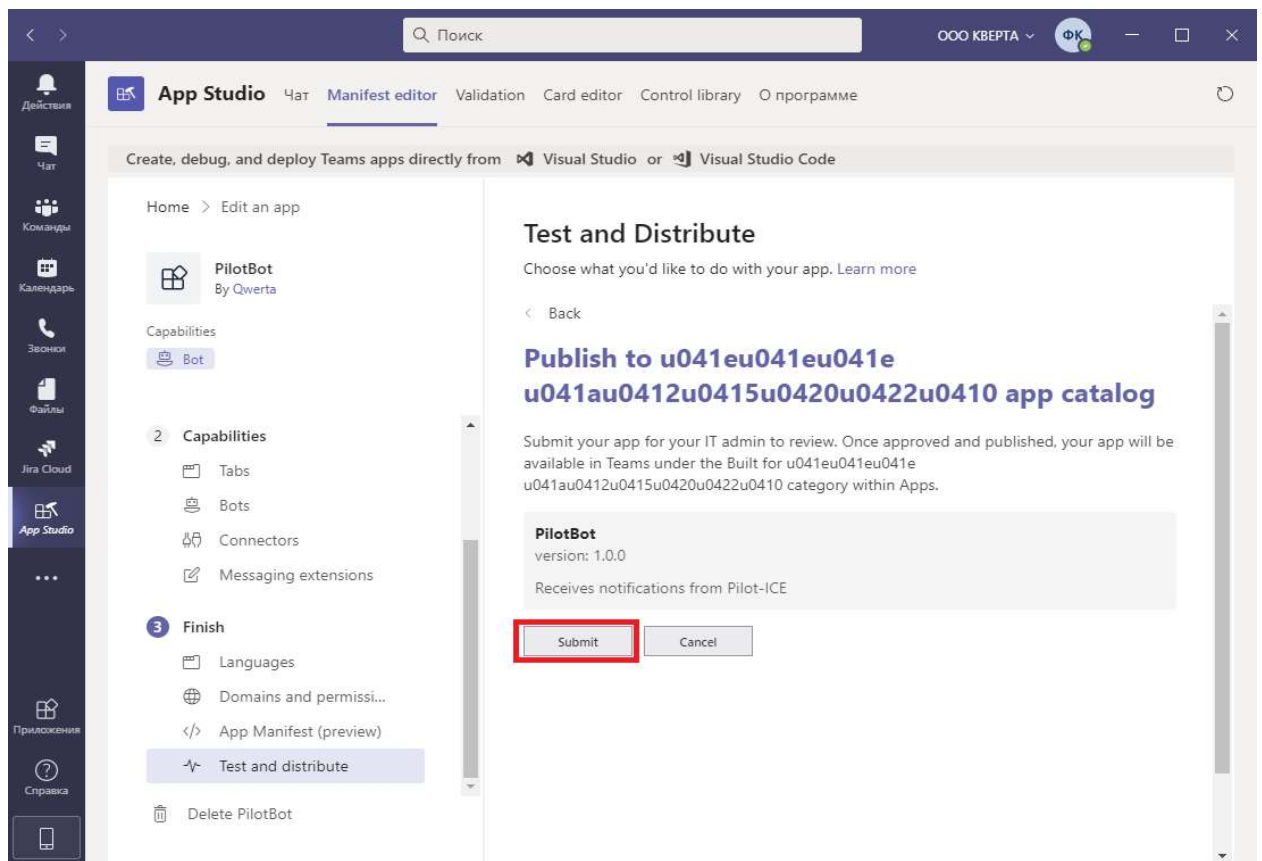 Поиск
ООО КВЕРТА
ФК
Действия
Чат
Команды
Календарь
Звонки
Файлы
Jira Cloud
App Studio
Приложения
Справка
App Studio Чат Manifest editor Validation Card editor Control library О программе
Create, debug, and deploy Teams apps directly from Visual Studio or Visual Studio Code
Home > Edit an app
PilotBot
By Qwerta
Capabilities
Bot
2 Capabilities
Tabs
Bots
Connectors
Messaging extensions
3 Finish
Languages
Domains and permissi...
</> App Manifest (preview)
Test and distribute
Delete PilotBot
Test and Distribute
Choose what you'd like to do with your app. Learn more
< Back
Publish to u041eu041eu041e
u041au0412u0415u0420u0422u0410 app catalog
Submit your app for your IT admin to review. Once approved and published, your app will be
available in Teams under the Built for u041eu041eu041e
u041au0412u0415u0420u0422u0410 category within Apps.
PilotBot
version: 1.0.0
Receives notifications from Pilot-ICE
Submit Cancel